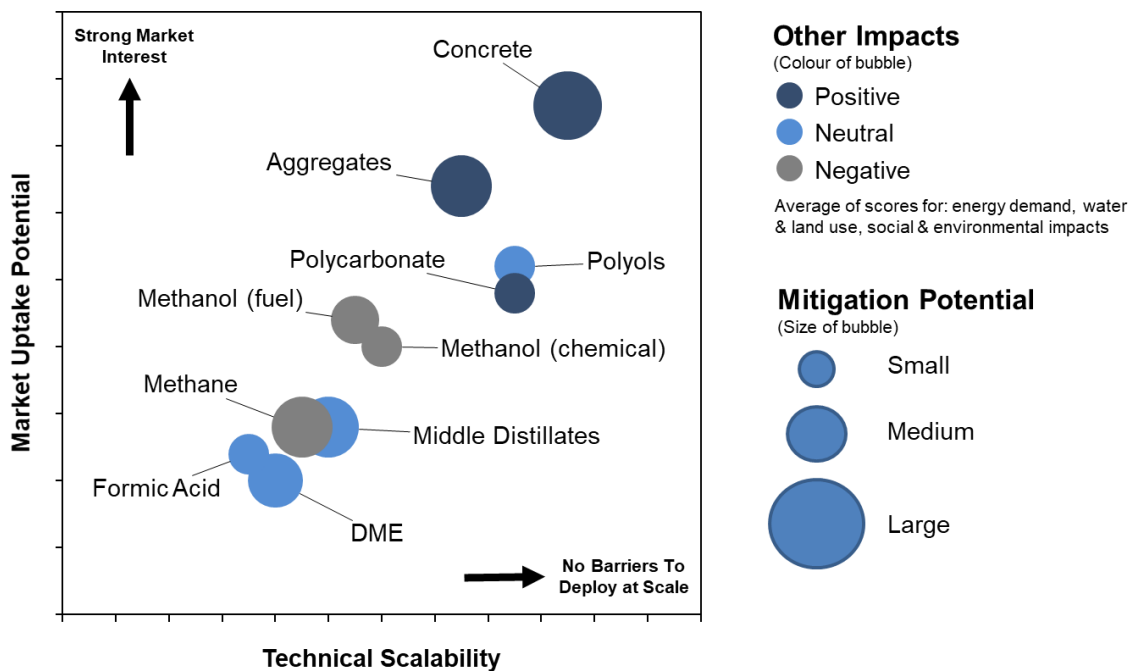 Strong Market
Interest
Concrete
Aggregates
Polycarbonate
Polyols
Methanol (fuel)
Methanol (chemical)
Methane
Middle Distillates
Formic Acid
DME
No Barriers To
Deploy at Scale
Market Uptake Potential
Technical Scalability
Other Impacts
(Colour of bubble)
Positive
Neutral
Negative
Average of scores for: energy demand, water
& land use, social & environmental impacts
Mitigation Potential
(Size of bubble)
Small
Medium
Large